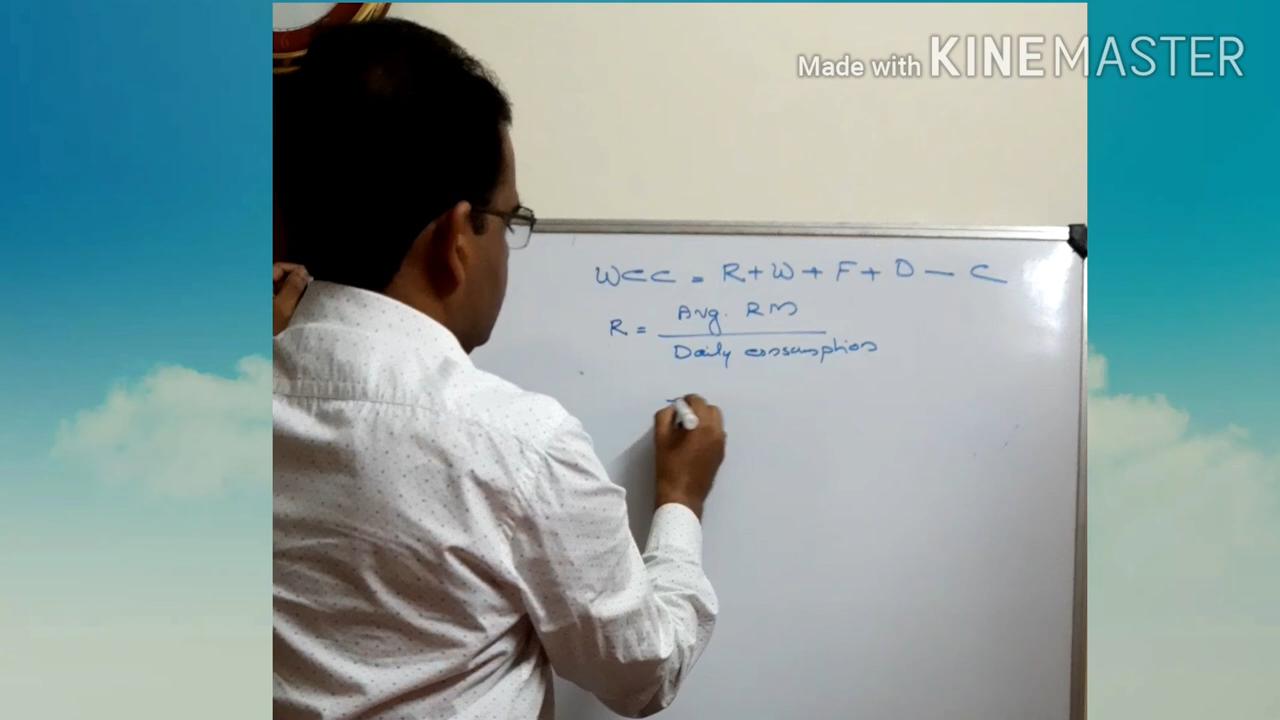 Made with KINEMASTER
WCC = R + W + F + D - C
R = Avg. RM
Daily consumption